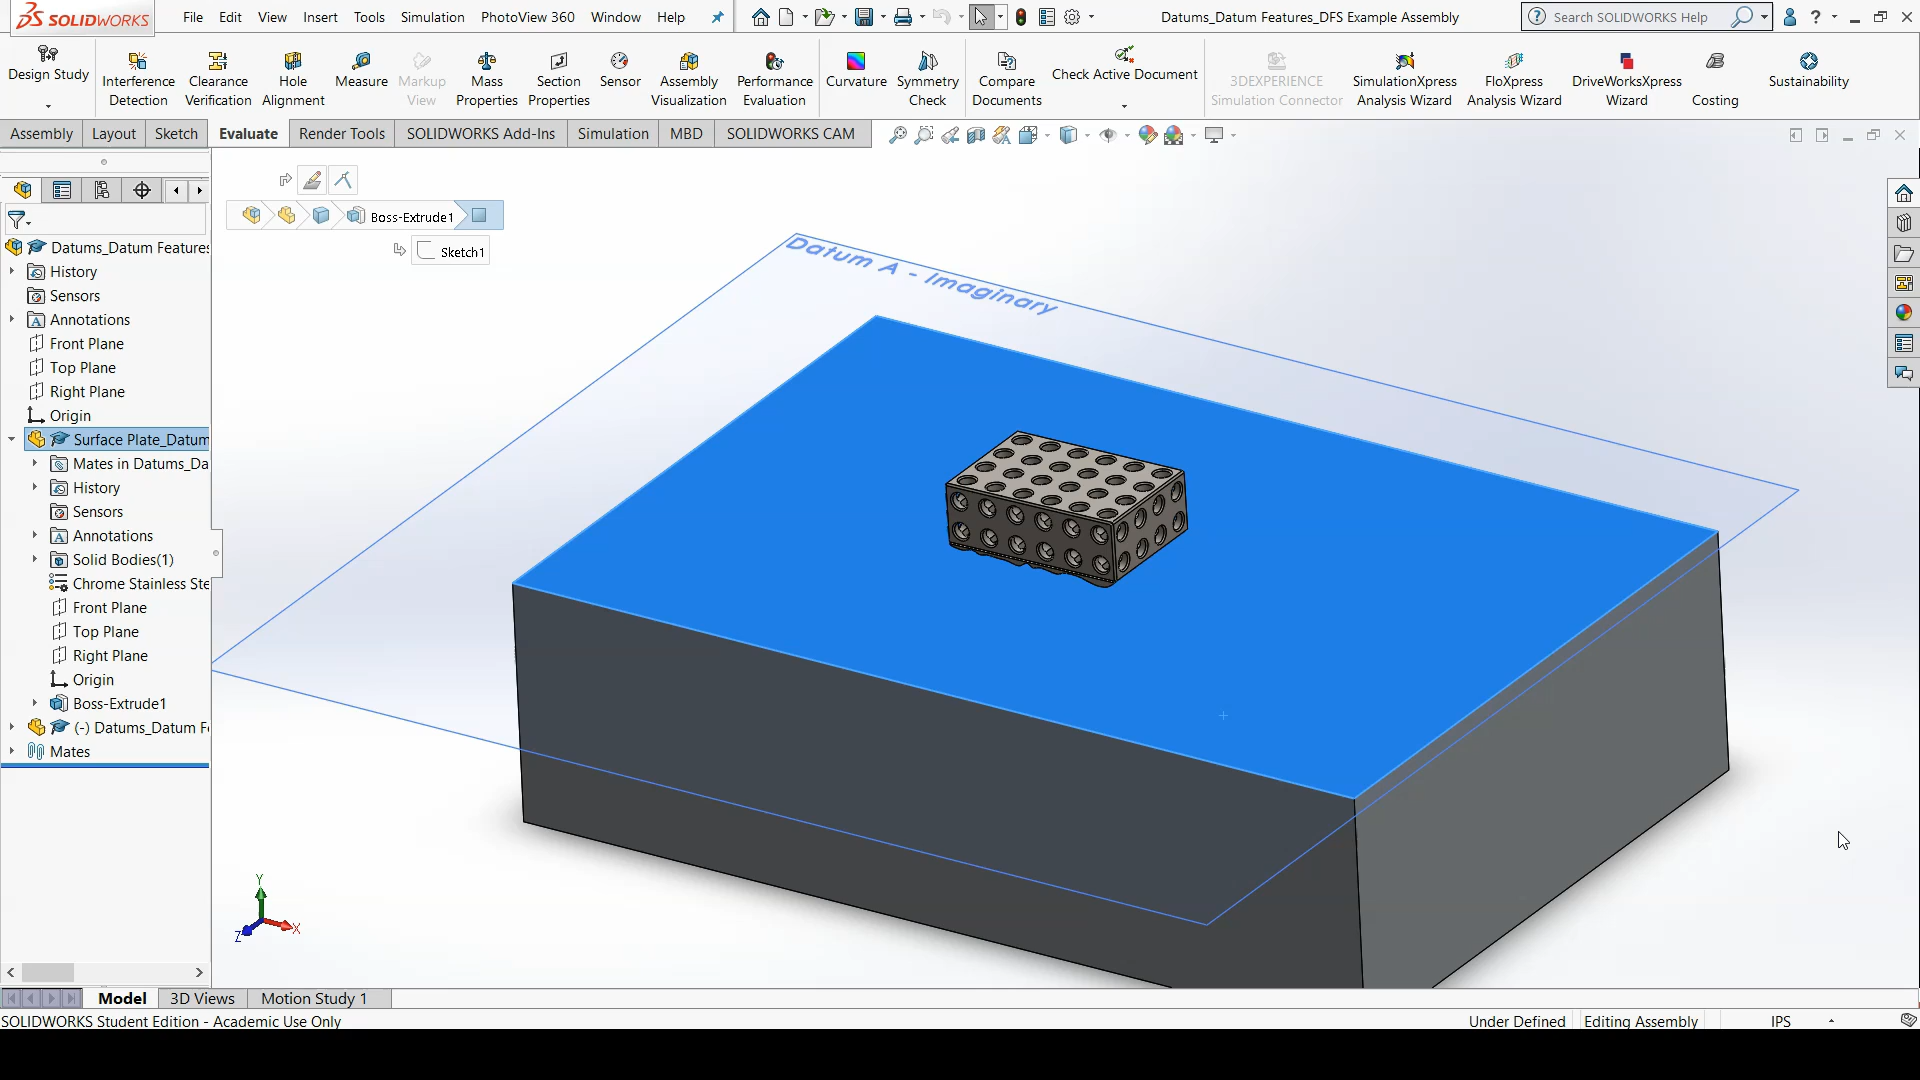 SOLIDWORKS
File Edit View Insert Tools Simulation PhotoView 360 Window Help
Datums_Datum Features_DFS Example Assembly
Search SOLIDWORKS Help
?
Design Study
Interference Detection
Clearance Verification
Hole Alignment
Measure
Markup View
Mass Properties
Section Properties
Sensor
Assembly Visualization
Performance Evaluation
Curvature
Symmetry Check
Compare Documents
Check Active Document
3DEXPERIENCE Simulation Connector
SimulationXpress Analysis Wizard
FloXpress Analysis Wizard
DriveWorksXpress Wizard
Costing
Sustainability
Assembly Layout Sketch Evaluate Render Tools SOLIDWORKS Add-Ins Simulation MBD SOLIDWORKS CAM
Boss-Extrude1
Sketch1
Datums_Datum Features
History
Sensors
Annotations
Front Plane
Top Plane
Right Plane
Origin
Surface Plate_Datum
Mates in Datums_Da
History
Sensors
Annotations
Solid Bodies(1)
Chrome Stainless Ste
Front Plane
Top Plane
Right Plane
Origin
Boss-Extrude1
(-) Datums_Datum F
Mates
Datum A - Imaginary
Y
X
Z
Model 3D Views Motion Study 1
SOLIDWORKS Student Edition - Academic Use Only
Under Defined Editing Assembly IPS